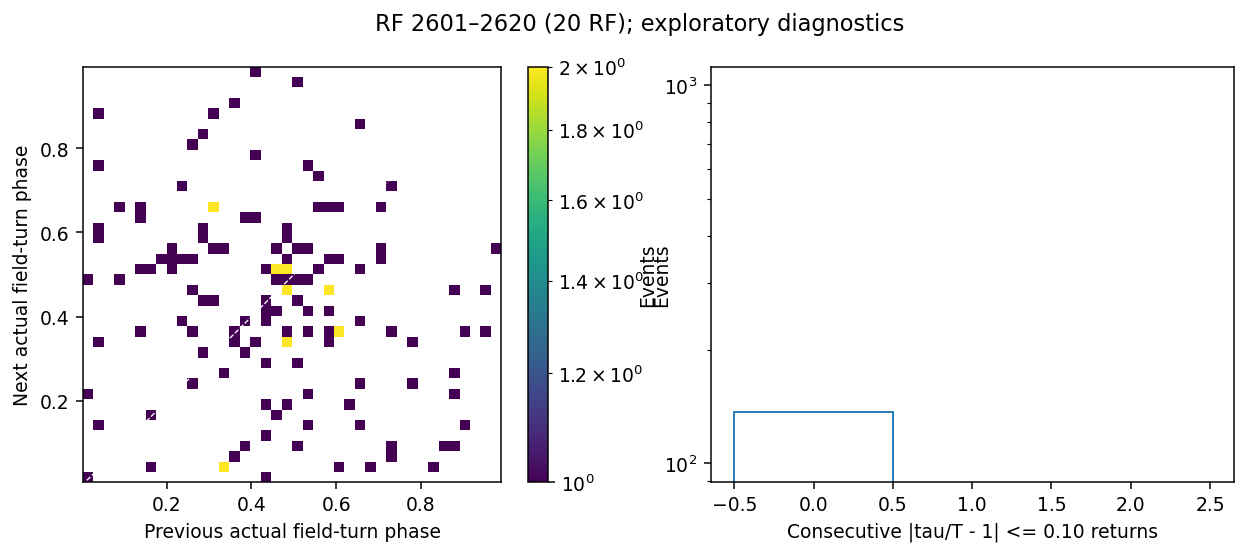 RF 2601–2620 (20 RF); exploratory diagnostics
Next actual field-turn phase
0.8
0.6
0.4
0.2
0.2
0.4
0.6
0.8
Previous actual field-turn phase
2 × 10⁰
1.8 × 10⁰
1.6 × 10⁰
1.4 × 10⁰
1.2 × 10⁰
10⁰
Events
Events
10³
10²
−0.5
0.0
0.5
1.0
1.5
2.0
2.5
Consecutive |tau/T - 1| <= 0.10 returns